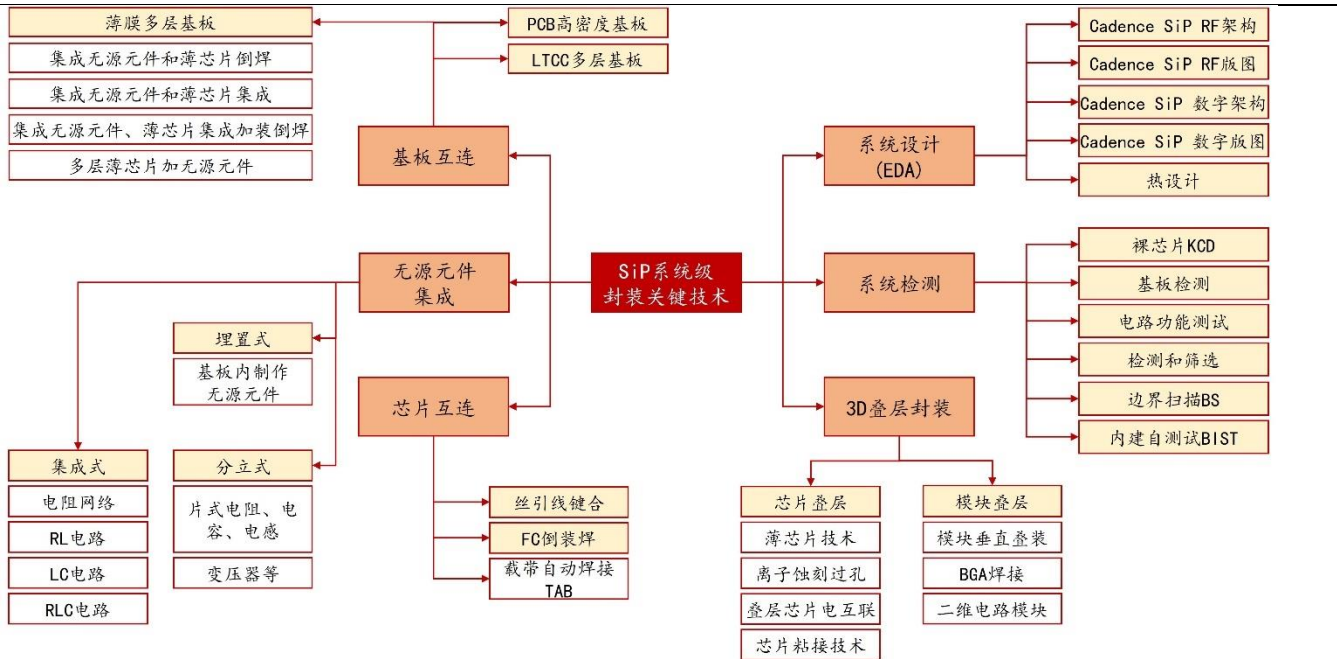 薄膜多层基板
集成无源元件和薄芯片倒焊
集成无源元件和薄芯片集成
集成无源元件、薄芯片集成加装倒焊
多层薄芯片加无源元件
PCB高密度基板
LTCC多层基板
基板互连
无源元件
集成
埋置式
基板内制作
无源元件
集成式
电阻网络
RL电路
LC电路
RLC电路
分立式
片式电阻、电
容、电感
变压器等
芯片互连
丝引线键合
FC倒装焊
载带自动焊接
TAB
SiP系统级
封装关键技术
系统设计
(EDA)
Cadence SiP RF架构
Cadence SiP RF版图
Cadence SiP 数字架构
Cadence SiP 数字版图
热设计
系统检测
裸芯片KCD
基板检测
电路功能测试
检测和筛选
边界扫描BS
内建自测试BIST
3D叠层封装
芯片叠层
薄芯片技术
离子蚀刻过孔
叠层芯片电互联
芯片粘接技术
模块叠层
模块垂直叠装
BGA焊接
二维电路模块